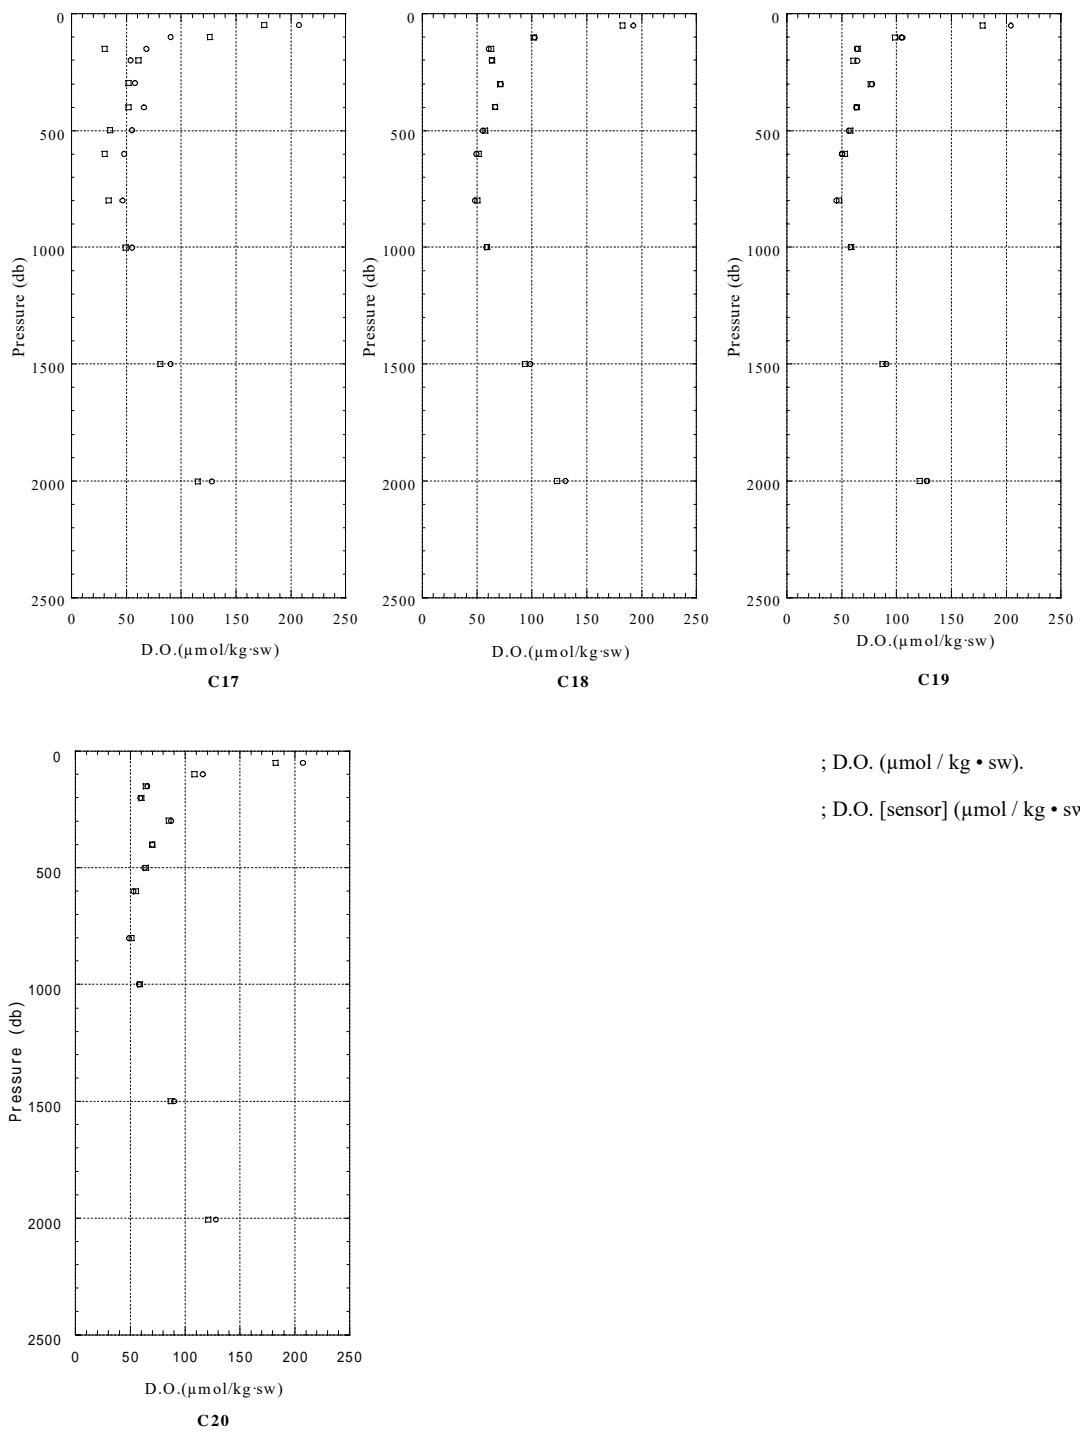 0
500
1000
1500
2000
2500
Pressure (db)
0 50 100 150 200 250
D.O.(µmol/kg·sw)
C17
0
500
1000
1500
2000
2500
Pressure (db)
0 50 100 150 200 250
D.O.(µmol/kg·sw)
C18
0
500
1000
1500
2000
2500
Pressure (db)
0 50 100 150 200 250
D.O.(µmol/kg·sw)
C19
0
500
1000
1500
2000
2500
Pressure (db)
0 50 100 150 200 250
D.O.(µmol/kg·sw)
C20
; D.O. (µmol / kg • sw).
; D.O. [sensor] (µmol / kg •